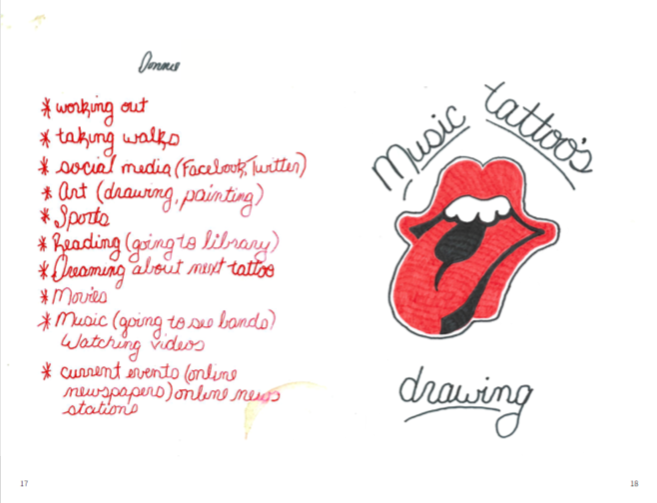 Donnie
* working out
* taking walks
* social media (Facebook, Twitter)
* Art (drawing, painting)
* Sports
* Reading (going to library)
* Dreaming about next tattoo
* Movies
* Music (going to see bands)
Watching videos
* current events (online
newspapers) online news
stations
17
Music tattoo's
drawing
18